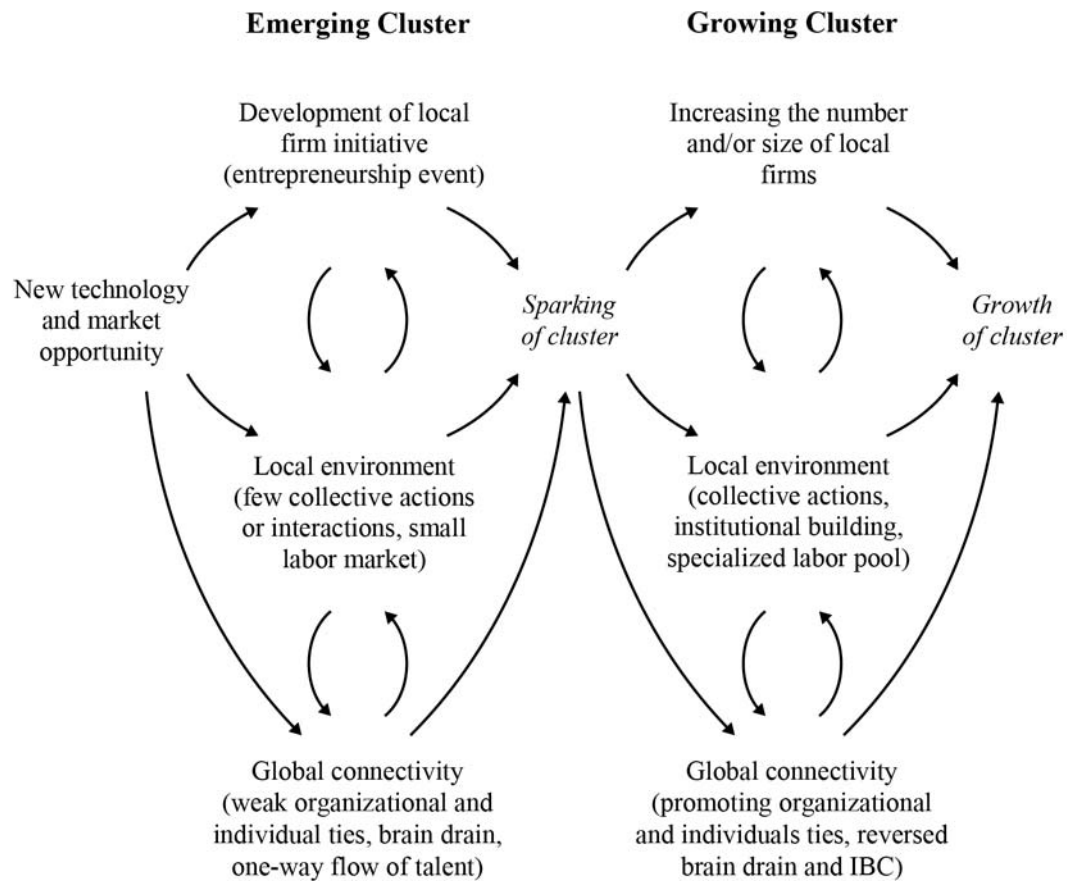 Emerging Cluster
Growing Cluster
Development of local
firm initiative
(entrepreneurship event)
Increasing the number
and/or size of local
firms
New technology
and market
opportunity
Sparking
of cluster
Growth
of cluster
Local environment
(few collective actions
or interactions, small
labor market)
Local environment
(collective actions,
institutional building,
specialized labor pool)
Global connectivity
(weak organizational and
individual ties, brain drain,
one-way flow of talent)
Global connectivity
(promoting organizational
and individuals ties, reversed
brain drain and IBC)